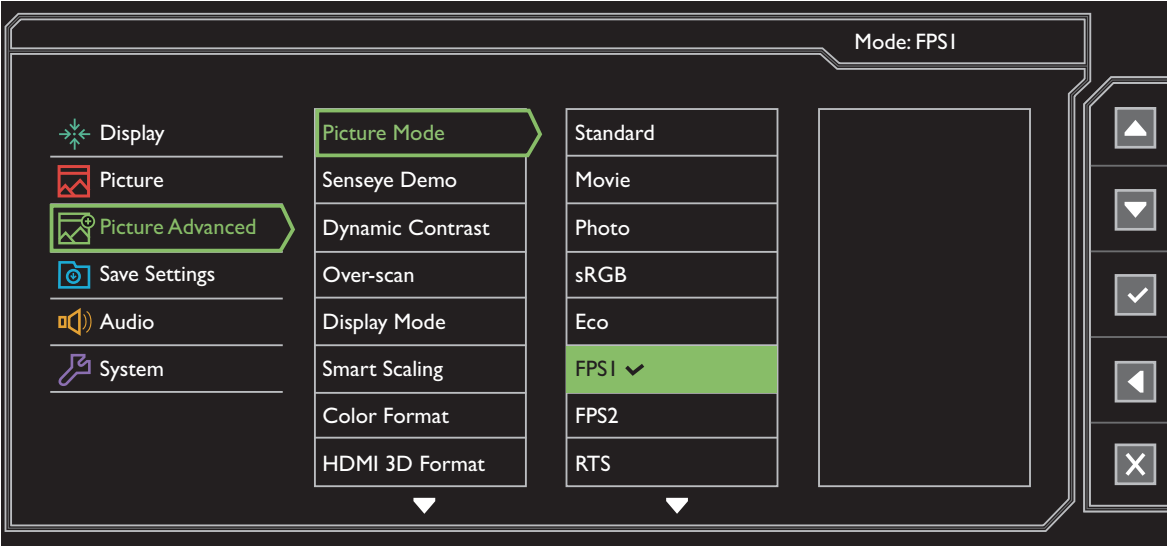 Mode: FPS1
Display
Picture
Picture Advanced
Save Settings
Audio
System
Picture Mode
Senseye Demo
Dynamic Contrast
Over-scan
Display Mode
Smart Scaling
Color Format
HDMI 3D Format
Standard
Movie
Photo
sRGB
Eco
FPS1
FPS2
RTS